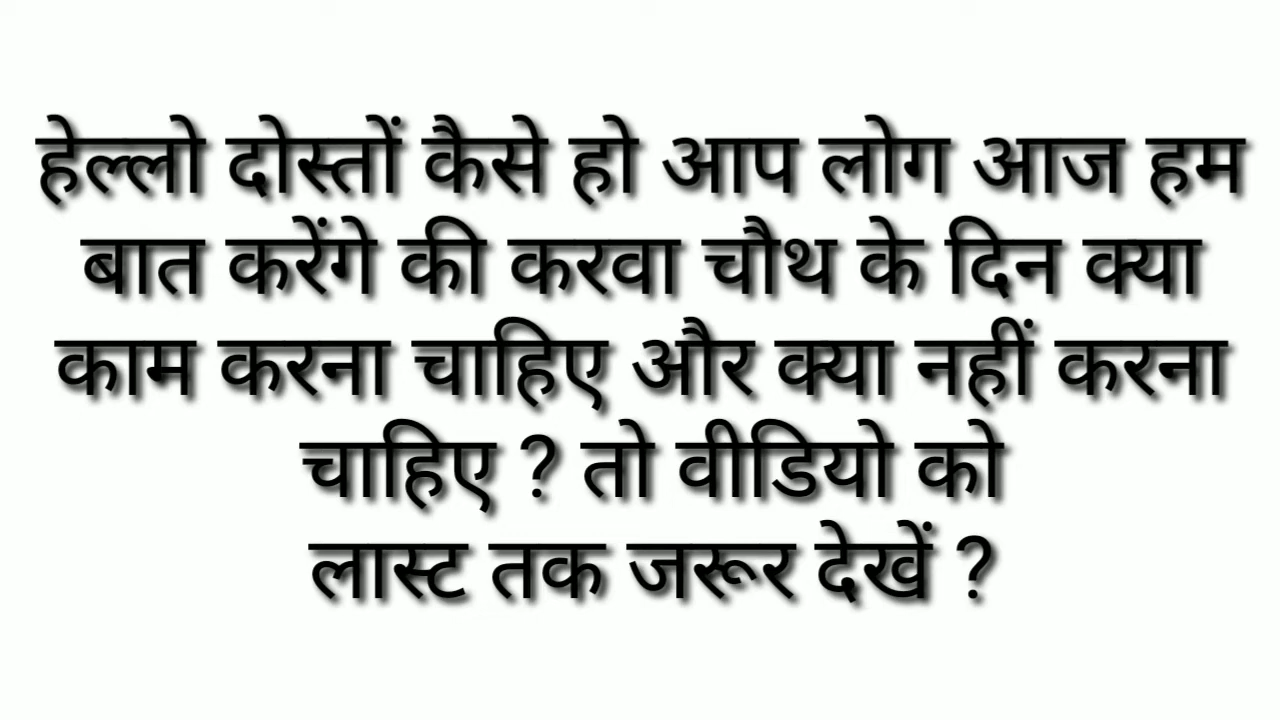 हेल्लो दोस्तों कैसे हो आप लोग आज हम
बात करेंगे की करवा चौथ के दिन क्या
काम करना चाहिए और क्या नहीं करना
चाहिए ? तो वीडियो को
लास्ट तक जरूर देखें ?